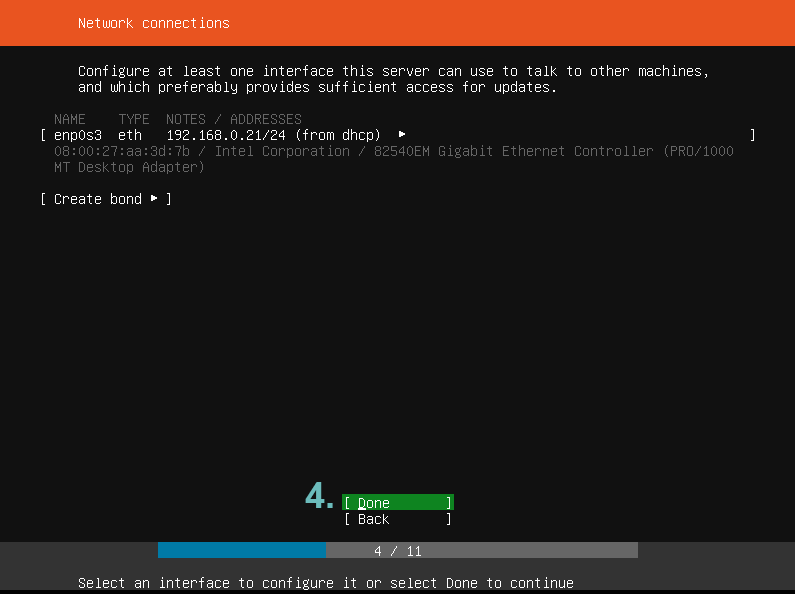 Network connections
Configure at least one interface this server can use to talk to other machines,
and which preferably provides sufficient access for updates.
NAME TYPE NOTES / ADDRESSES
[ enp0s3 eth 192.168.0.21/24 (from dhcp) ▸ ]
08:00:27:aa:3d:7b / Intel Corporation / 82540EM Gigabit Ethernet Controller (PRO/1000
MT Desktop Adapter)
[ Create bond ▸ ]
4. [ Done ]
[ Back ]
4 / 11
Select an interface to configure it or select Done to continue